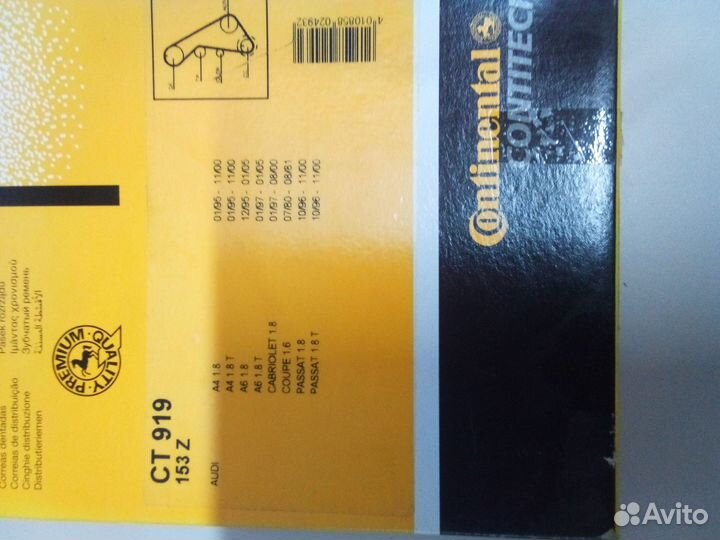 Continental
CONTITECH
4 010858 024932
CT 919
153 Z
AUDI
A4 1.8 01/95 - 11/00
A4 1.8 T 01/95 - 11/00
A6 1.8 12/95 - 01/05
A6 1.8 T 01/97 - 01/05
CABRIOLET 1.8 01/97 - 08/00
COUPE 1.6 07/80 - 08/81
PASSAT 1.8 10/96 - 11/00
PASSAT 1.8 T 10/96 - 11/00
PREMIUM · QUALITY
Pasek rozrządu
Ιμάντας χρονισμού
Зубчатый ремень
Correas dentadas
Correias de distribuição
Cinghie distribuzione
Distributieriemen
Avito